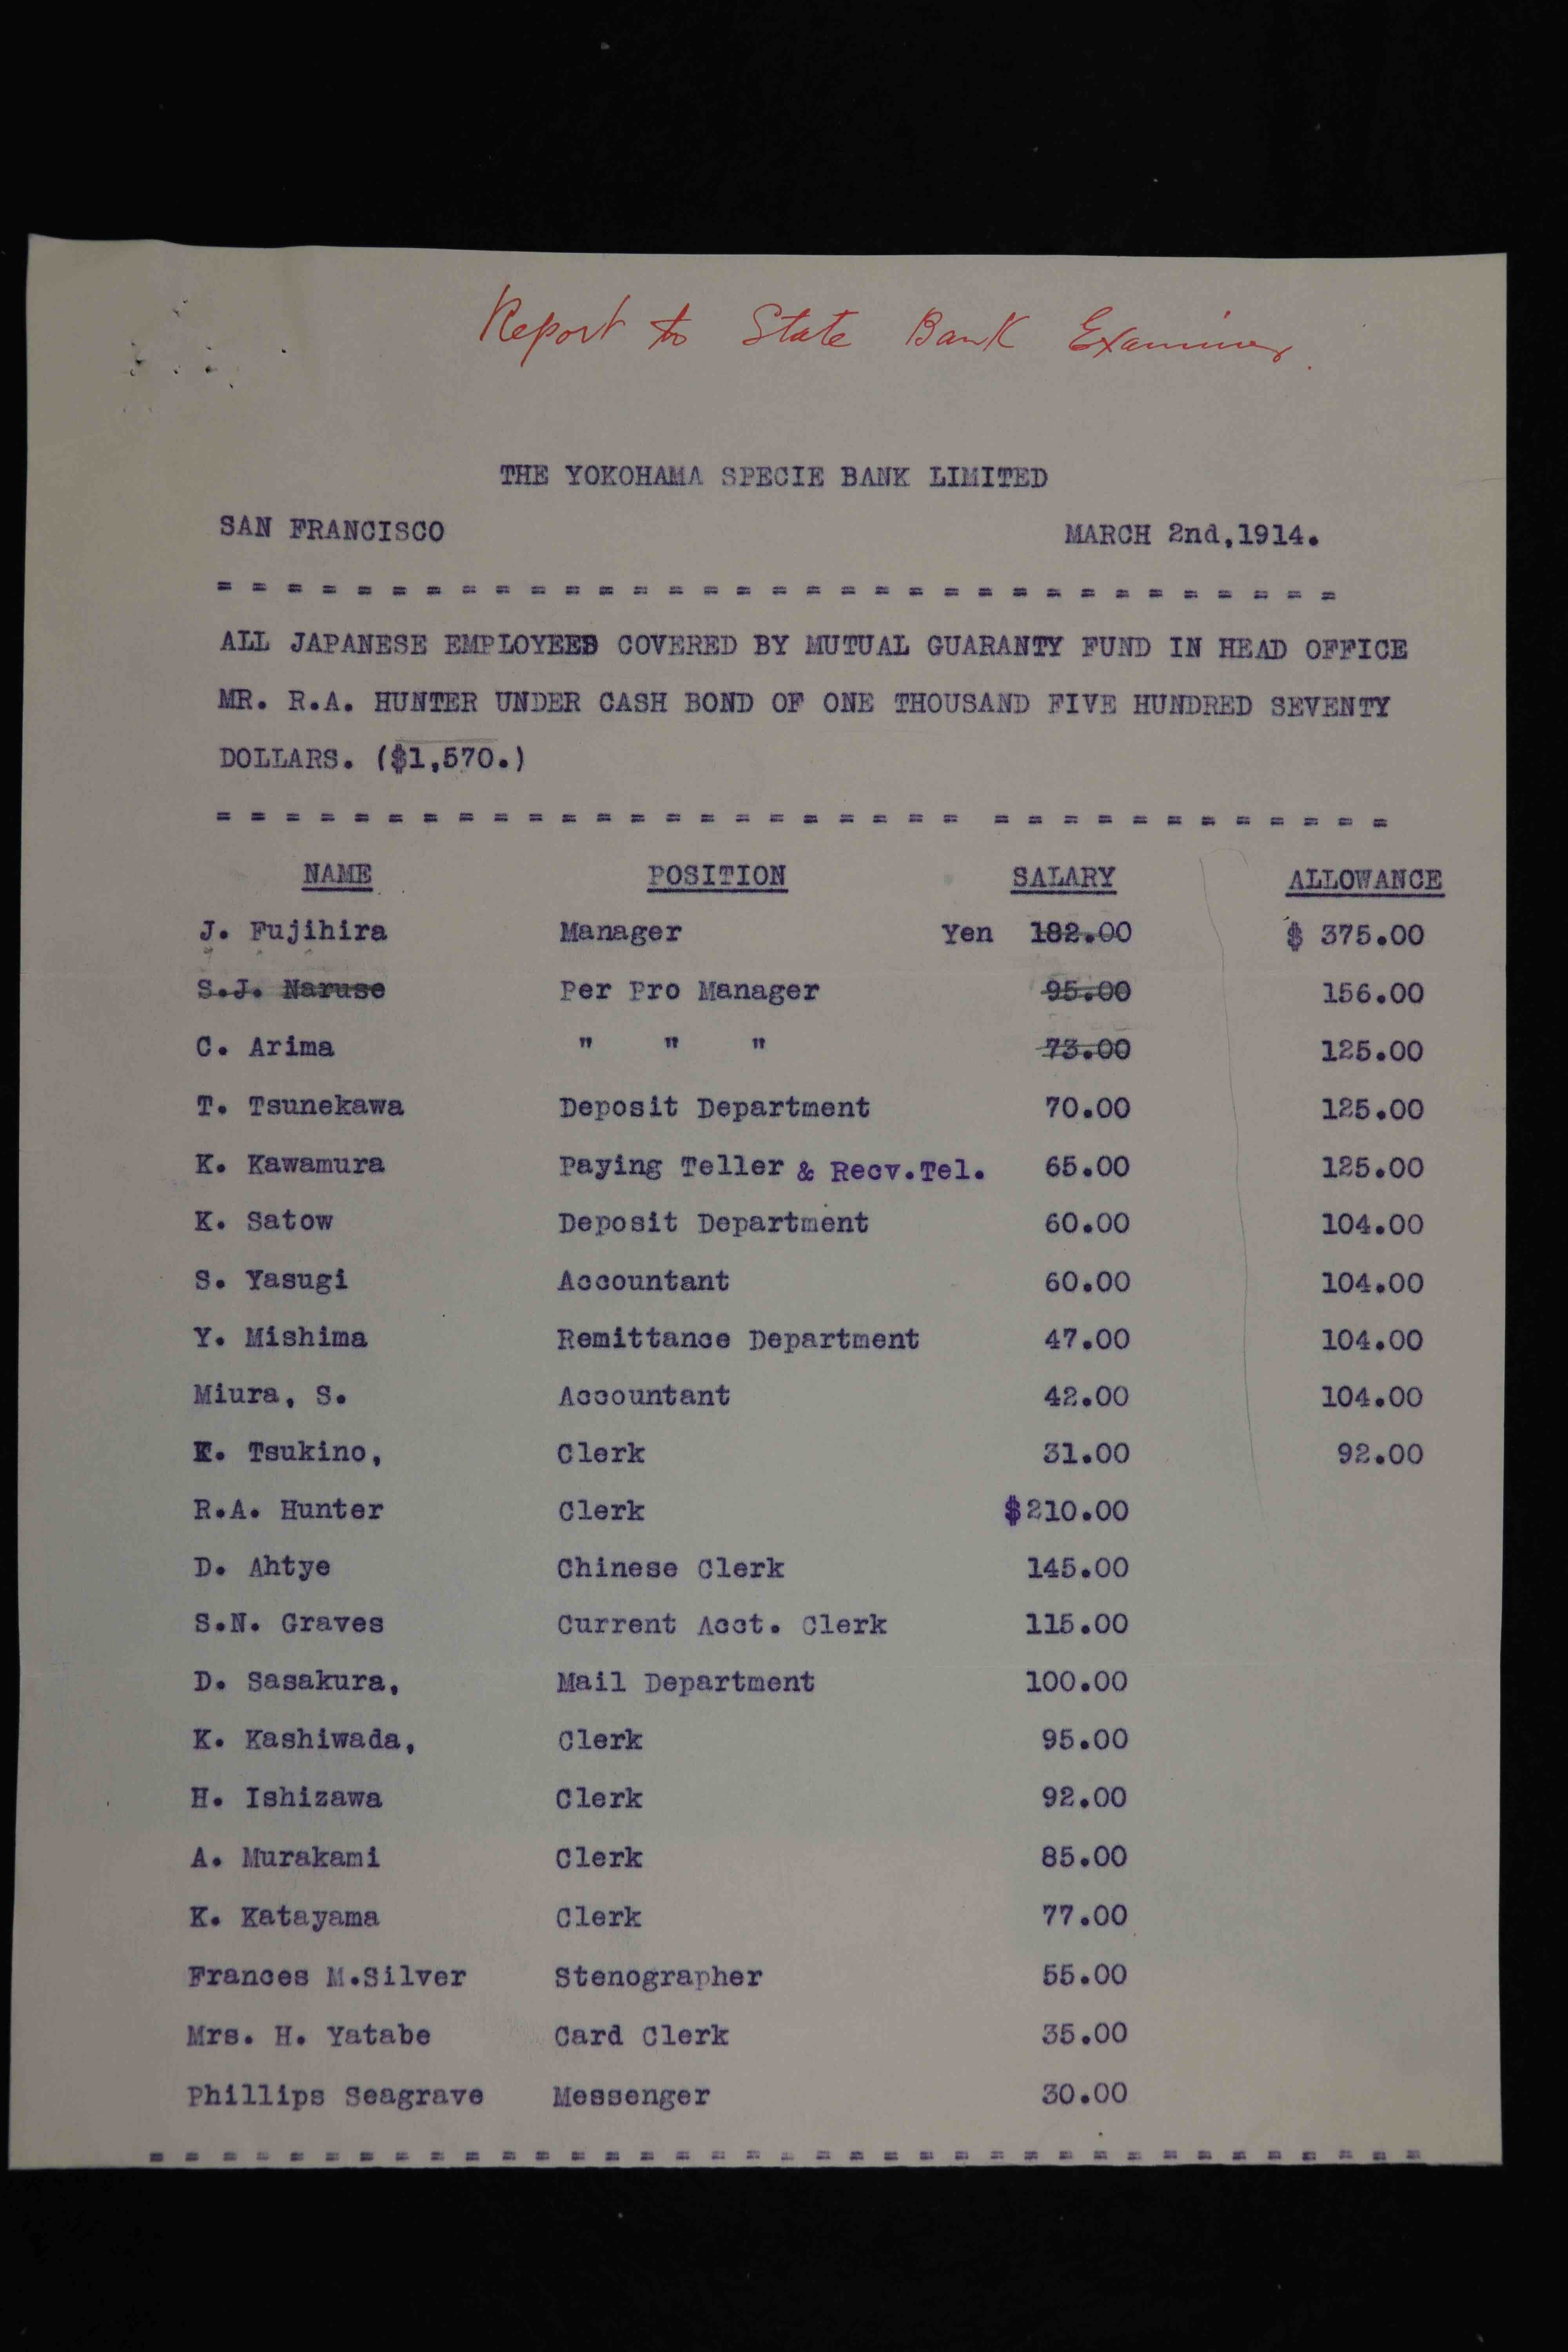 Report to State Bank Examiner.
THE YOKOHAMA SPECIE BANK LIMITED
SAN FRANCISCO MARCH 2nd,1914.
= = = = = = = = = = = = = = = = = = = = = = = = = = = = = = = = =
ALL JAPANESE EMPLOYEES COVERED BY MUTUAL GUARANTY FUND IN HEAD OFFICE
MR. R.A. HUNTER UNDER CASH BOND OF ONE THOUSAND FIVE HUNDRED SEVENTY
DOLLARS. ($1,570.)
= = = = = = = = = = = = = = = = = = = = = = = = = = = = = = = = = =
NAME POSITION SALARY ALLOWANCE
J. Fujihira Manager Yen 182.00 $ 375.00
S.J. Naruse Per Pro Manager 95.00 156.00
C. Arima " " " 73.00 125.00
T. Tsunekawa Deposit Department 70.00 125.00
K. Kawamura Paying Teller & Recv.Tel. 65.00 125.00
K. Satow Deposit Department 60.00 104.00
S. Yasugi Accountant 60.00 104.00
Y. Mishima Remittance Department 47.00 104.00
Miura, S. Accountant 42.00 104.00
K. Tsukino, Clerk 31.00 92.00
R.A. Hunter Clerk $210.00
D. Ahtye Chinese Clerk 145.00
S.N. Graves Current Acct. Clerk 115.00
D. Sasakura, Mail Department 100.00
K. Kashiwada, Clerk 95.00
H. Ishizawa Clerk 92.00
A. Murakami Clerk 85.00
K. Katayama Clerk 77.00
Frances M.Silver Stenographer 55.00
Mrs. H. Yatabe Card Clerk 35.00
Phillips Seagrave Messenger 30.00
= = = = = = = = = = = = = = = = = = = = = = = = = = = = = = = = = = = = =